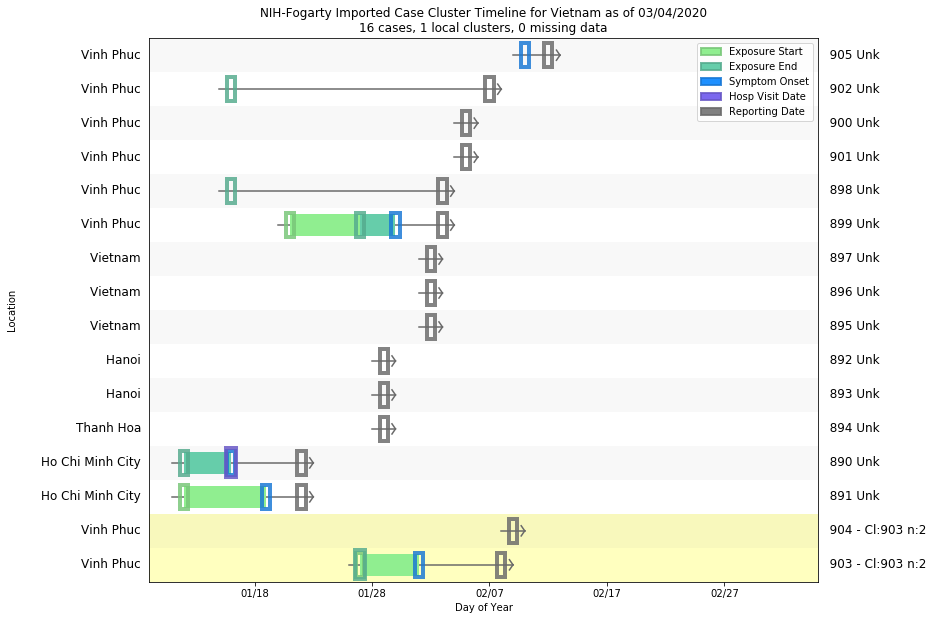 NIH-Fogarty Imported Case Cluster Timeline for Vietnam as of 03/04/2020
16 cases, 1 local clusters, 0 missing data
Exposure Start
Exposure End
Symptom Onset
Hosp Visit Date
Reporting Date
Location
Vinh Phuc 905 Unk
Vinh Phuc 902 Unk
Vinh Phuc 900 Unk
Vinh Phuc 901 Unk
Vinh Phuc 898 Unk
Vinh Phuc 899 Unk
Vietnam 897 Unk
Vietnam 896 Unk
Vietnam 895 Unk
Hanoi 892 Unk
Hanoi 893 Unk
Thanh Hoa 894 Unk
Ho Chi Minh City 890 Unk
Ho Chi Minh City 891 Unk
Vinh Phuc 904 - Cl:903 n:2
Vinh Phuc 903 - Cl:903 n:2
01/18 01/28 02/07 02/17 02/27
Day of Year